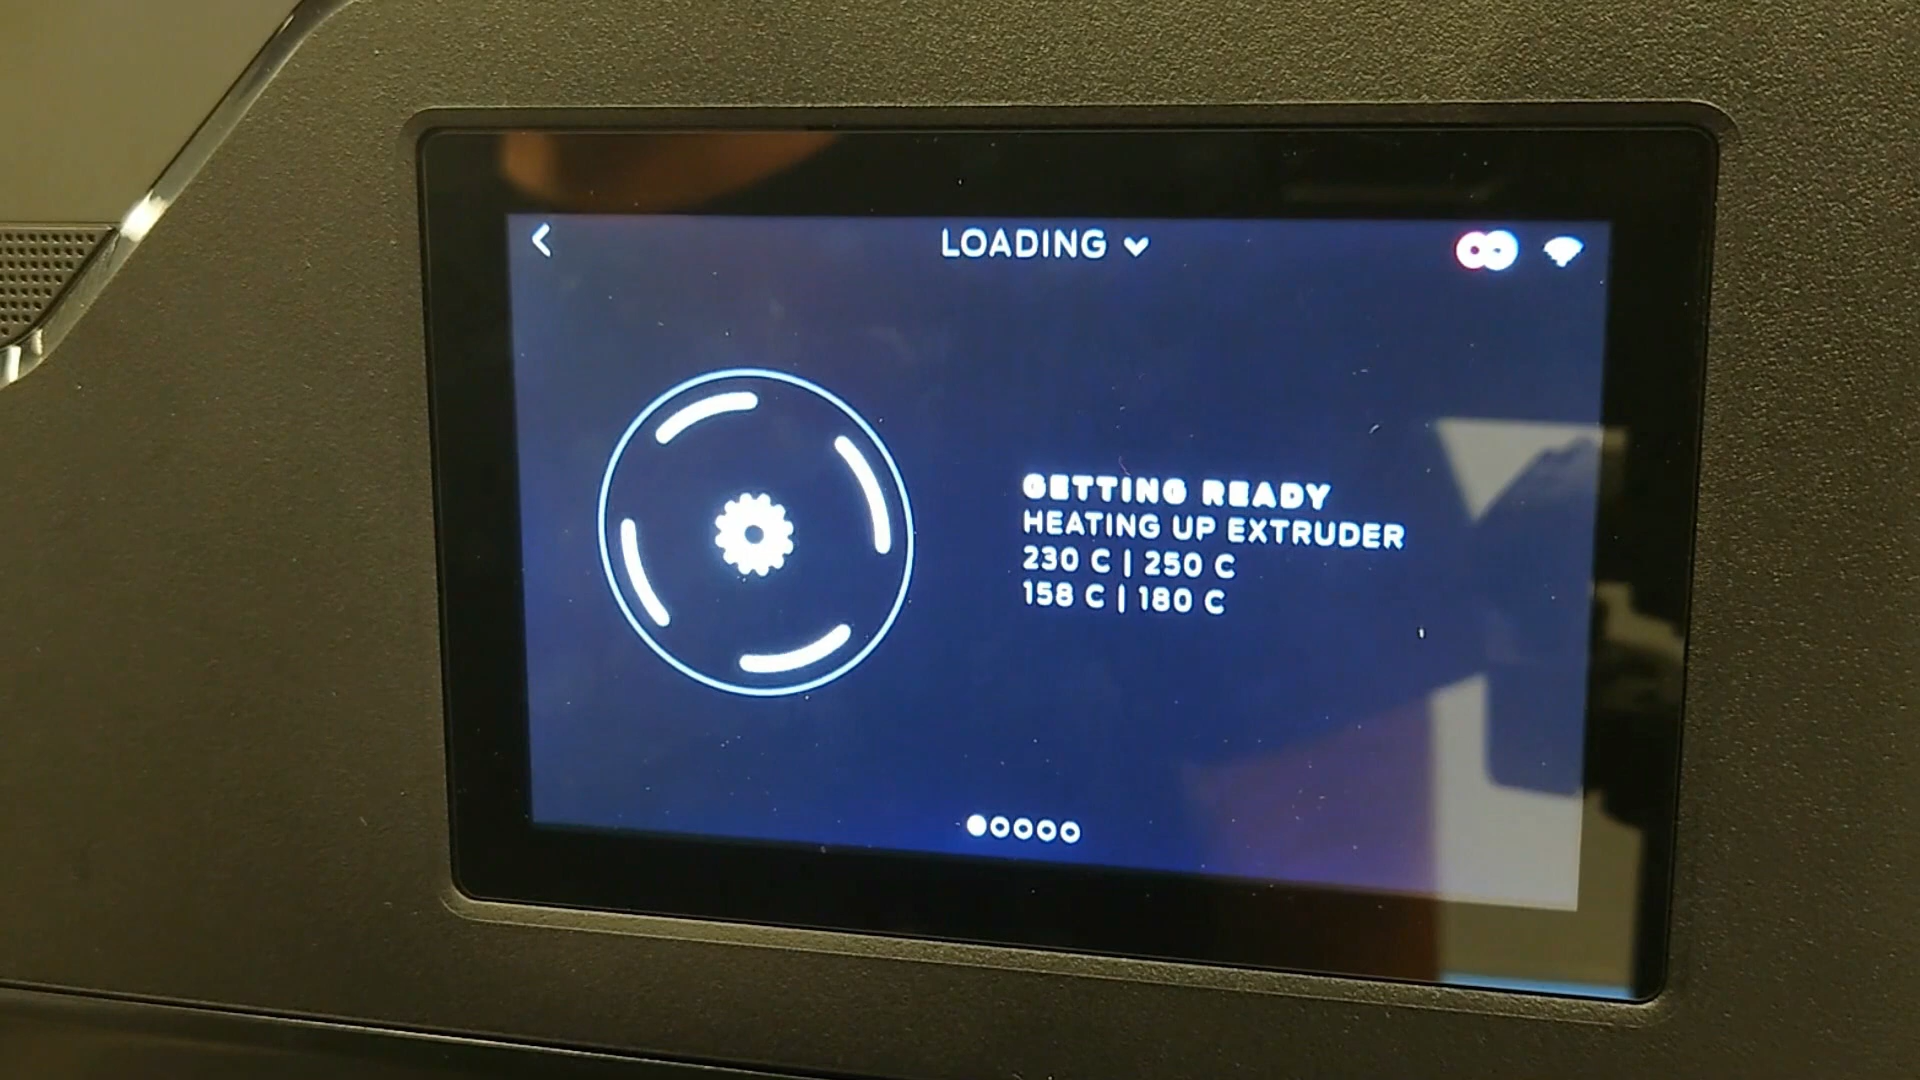 LOADING
GETTING READY
HEATING UP EXTRUDER
230 C | 250 C
158 C | 180 C